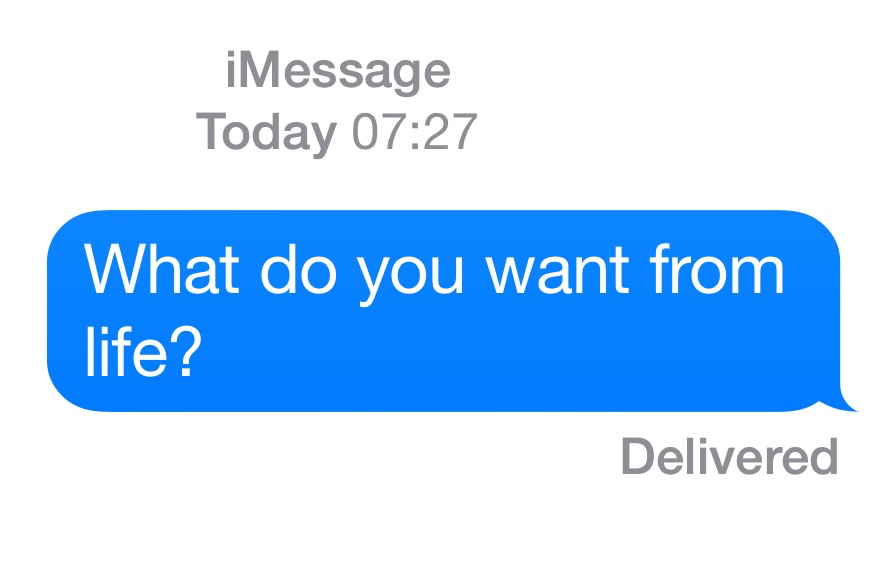 iMessage
Today 07:27
What do you want from
life?
Delivered